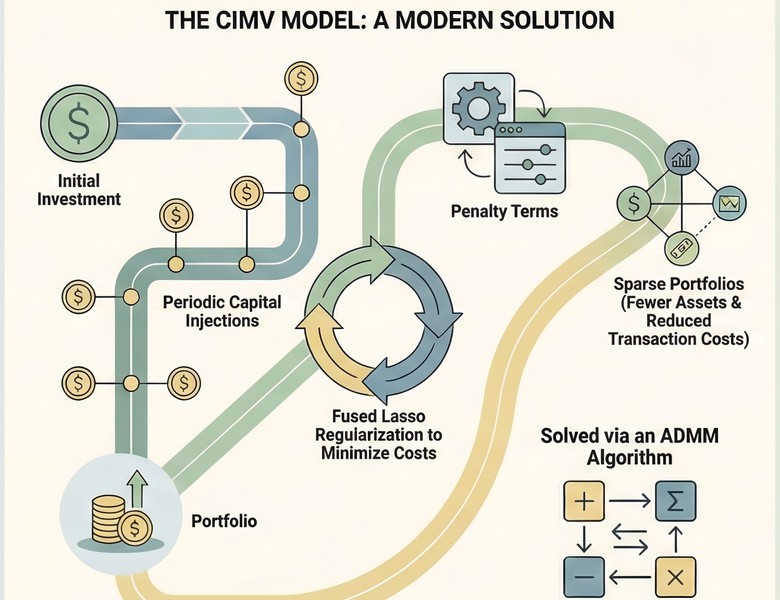 THE CIMV MODEL: A MODERN SOLUTION
$
$
Initial
Investment
$
$
Penalty Terms
$
$
Periodic Capital
Injections
Sparse Portfolios
(Fewer Assets &
Reduced
Transaction Costs)
$
$
Fused Lasso
Regularization to
Minimize Costs
Solved via an ADMM
Algorithm
+
Σ
$
Portfolio
−
×